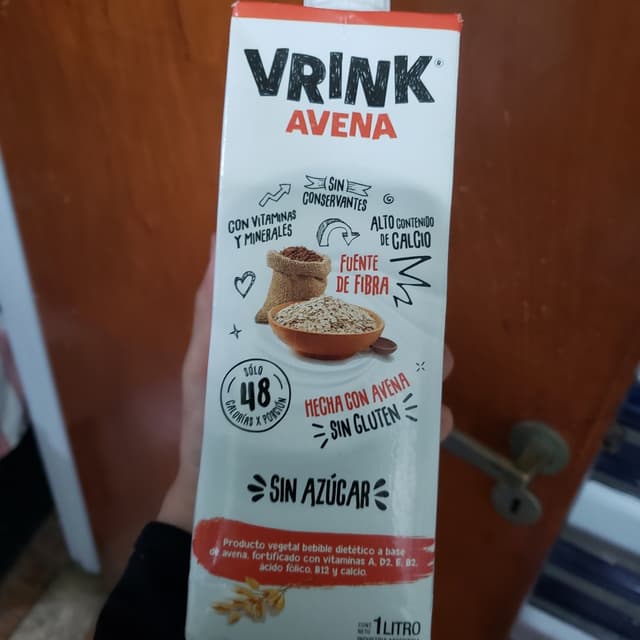 VRINK®
AVENA
SIN
CONSERVANTES
CON VITAMINAS
Y MINERALES
ALTO CONTENIDO
DE CALCIO
FUENTE
DE FIBRA
SÓLO
48
CALORÍAS X PORCIÓN
HECHA CON AVENA
SIN GLUTEN
SIN AZÚCAR
Producto vegetal bebible dietético a base
de avena, fortificado con vitaminas A, D2, E, B2,
ácido fólico, B12 y calcio.
CONT.
NETO 1 LITRO